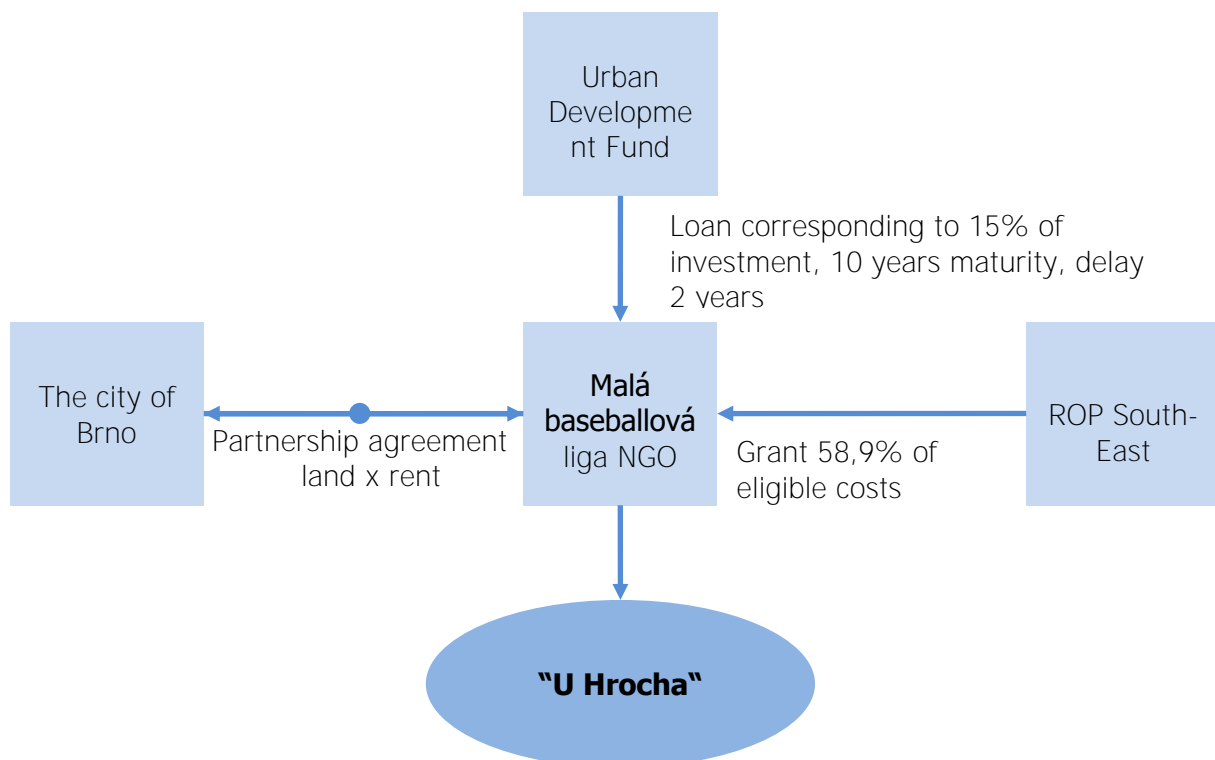 Urban
Developme
nt Fund
Loan corresponding to 15% of
investment, 10 years maturity, delay
2 years
The city of
Brno
Partnership agreement
land x rent
Malá
baseballová
liga NGO
Grant 58,9% of
eligible costs
ROP South-
East
"U Hrocha"